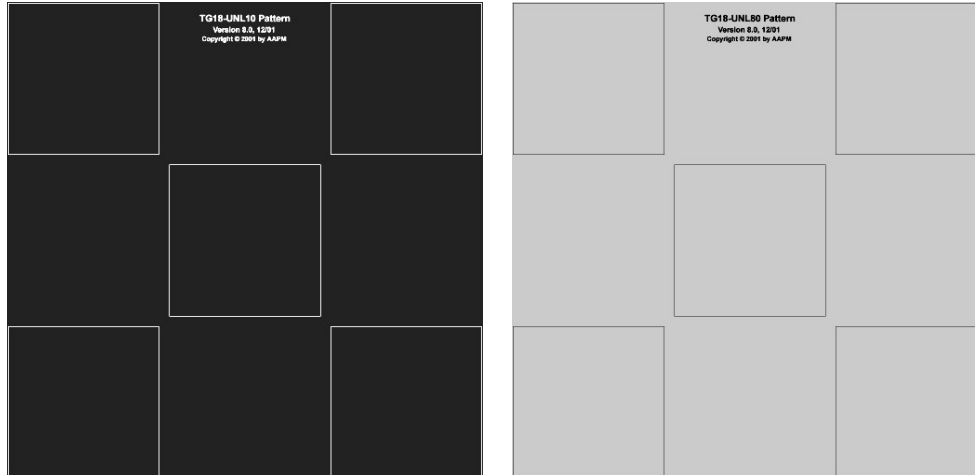 TG18-UNL10 Pattern
Version 8.0, 12/01
Copyright © 2001 by AAPM
TG18-UNL80 Pattern
Version 8.0, 12/01
Copyright © 2001 by AAPM